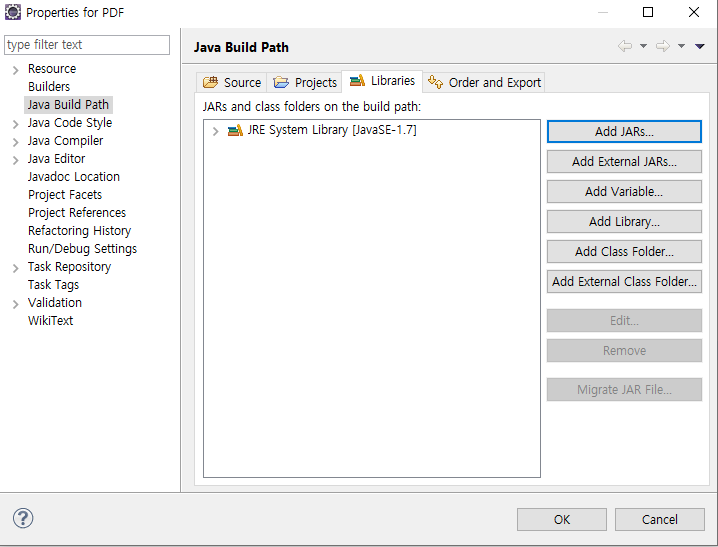 Properties for PDF
type filter text
Resource
Builders
Java Build Path
Java Code Style
Java Compiler
Java Editor
Javadoc Location
Project Facets
Project References
Refactoring History
Run/Debug Settings
Task Repository
Task Tags
Validation
WikiText
Java Build Path
Source Projects Libraries Order and Export
JARs and class folders on the build path:
JRE System Library [JavaSE-1.7]
Add JARs...
Add External JARs...
Add Variable...
Add Library...
Add Class Folder...
Add External Class Folder...
Edit...
Remove
Migrate JAR File...
?
OK Cancel